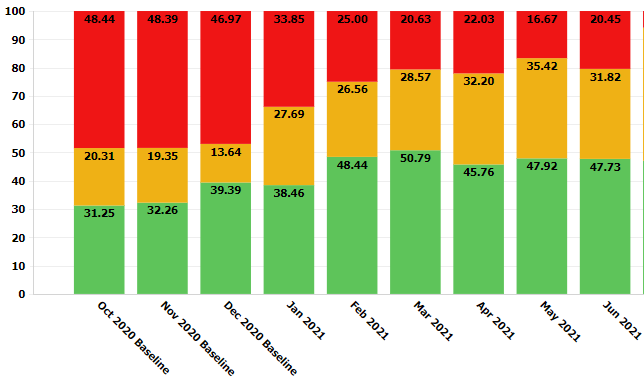 100
90
80
70
60
50
40
30
20
10
0
48.44 48.39 46.97 33.85 25.00 20.63 22.03 16.67 20.45
20.31 19.35 13.64 27.69 26.56 28.57 32.20 35.42 31.82
31.25 32.26 39.39 38.46 48.44 50.79 45.76 47.92 47.73
Oct 2020 Baseline
Nov 2020 Baseline
Dec 2020 Baseline
Jan 2021
Feb 2021
Mar 2021
Apr 2021
May 2021
Jun 2021